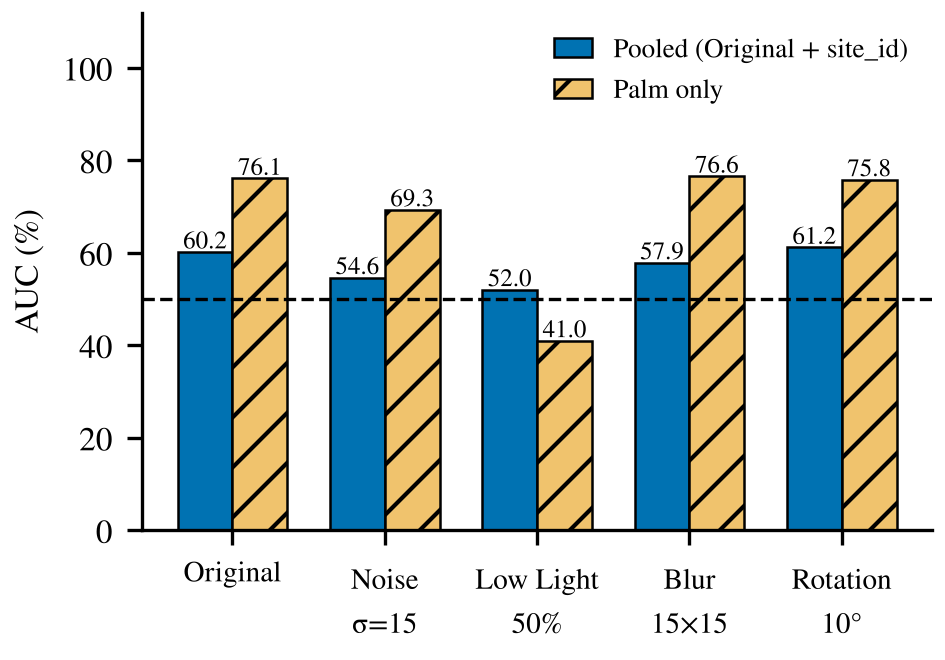 Pooled (Original + site_id)
Palm only
AUC (%)
100
80
60
40
20
0
60.2
76.1
54.6
69.3
52.0
41.0
57.9
76.6
61.2
75.8
Original
Noise
σ=15
Low Light
50%
Blur
15×15
Rotation
10°